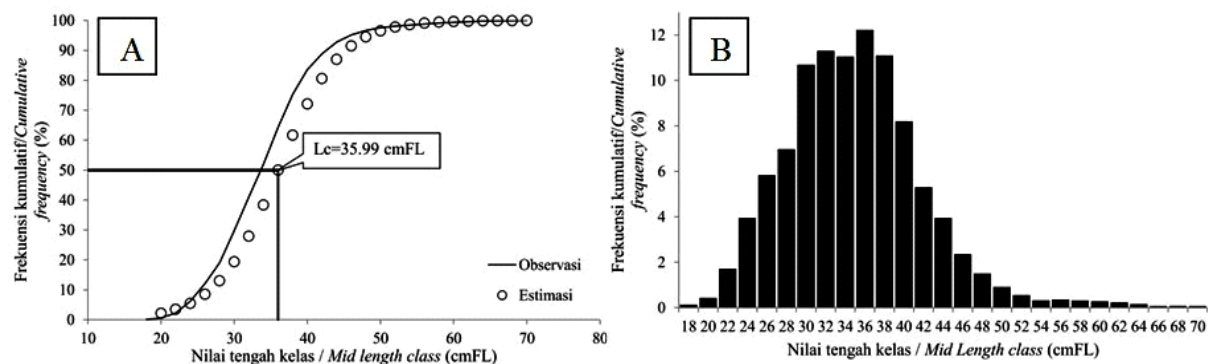 A
Frekuensi kumulatif/Cumulative
frequency (%)
100
90
80
70
60
50
40
30
20
10
0
Lc=35.99 cmFL
Observasi
Estimasi
10 20 30 40 50 60 70 80
Nilai tengah kelas / Mid length class (cmFL)
B
Frekuensi kumulatif/Cumulative
frequency (%)
12
10
8
6
4
2
0
18 20 22 24 26 28 30 32 34 36 38 40 42 44 46 48 50 52 54 56 58 60 62 64 66 68 70
Nilai tengah kelas / Mid Length class (cmFL)